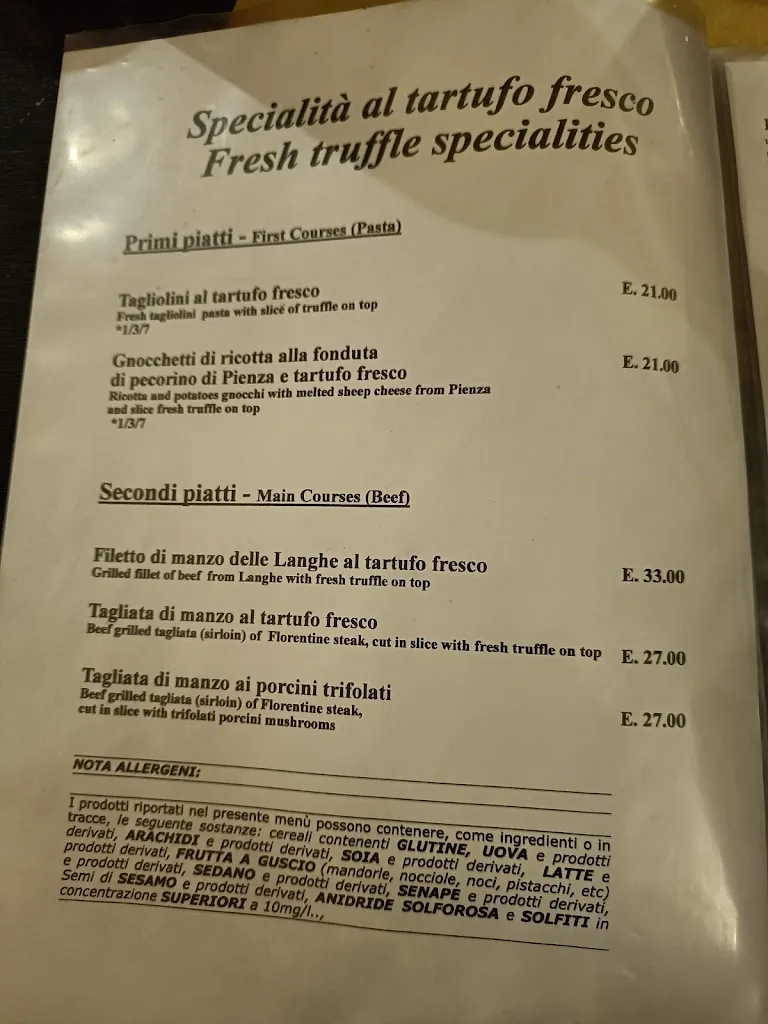 Specialità al tartufo fresco
Fresh truffle specialities
Primi piatti - First Courses (Pasta)
Tagliolini al tartufo fresco E. 21.00
Fresh tagliolini pasta with slice of truffle on top
*1/3/7
Gnocchetti di ricotta alla fonduta E. 21.00
di pecorino di Pienza e tartufo fresco
Ricotta and potatoes gnocchi with melted sheep cheese from Pienza
and slice fresh truffle on top
*1/3/7
Secondi piatti - Main Courses (Beef)
Filetto di manzo delle Langhe al tartufo fresco E. 33.00
Grilled fillet of beef from Langhe with fresh truffle on top
Tagliata di manzo al tartufo fresco
Beef grilled tagliata (sirloin) of Florentine steak, cut in slice with fresh truffle on top E. 27.00
Tagliata di manzo ai porcini trifolati
Beef grilled tagliata (sirloin) of Florentine steak,
cut in slice with trifolati porcini mushrooms E. 27.00
NOTA ALLERGENI:
I prodotti riportati nel presente menù possono contenere, come ingredienti o in
tracce, le seguente sostanze: cereali contenenti GLUTINE, UOVA e prodotti
derivati, ARACHIDI e prodotti derivati, SOIA e prodotti derivati, LATTE e
prodotti derivati, FRUTTA A GUSCIO (mandorle, nocciole, noci, pistacchi, etc)
e prodotti derivati, SEDANO e prodotti derivati, SENAPE e prodotti derivati,
Semi di SESAMO e prodotti derivati, ANIDRIDE SOLFOROSA e SOLFITI in
concentrazione SUPERIORI a 10mg/l..,